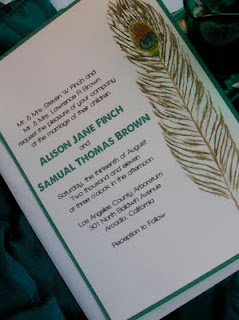 Mr & Mrs Steven W Finch and
Mr & Mrs Lawrence A Brown
request the pleasure of your company
at the marriage of their children
ALISON JANE FINCH
and
SAMUAL THOMAS BROWN
Saturday, the thirteenth of August
Two thousand and eleven
at three o'clock in the afternoon
Los Angeles County Arboretum
301 North Baldwin Avenue
Arcadia, California
Reception to Follow